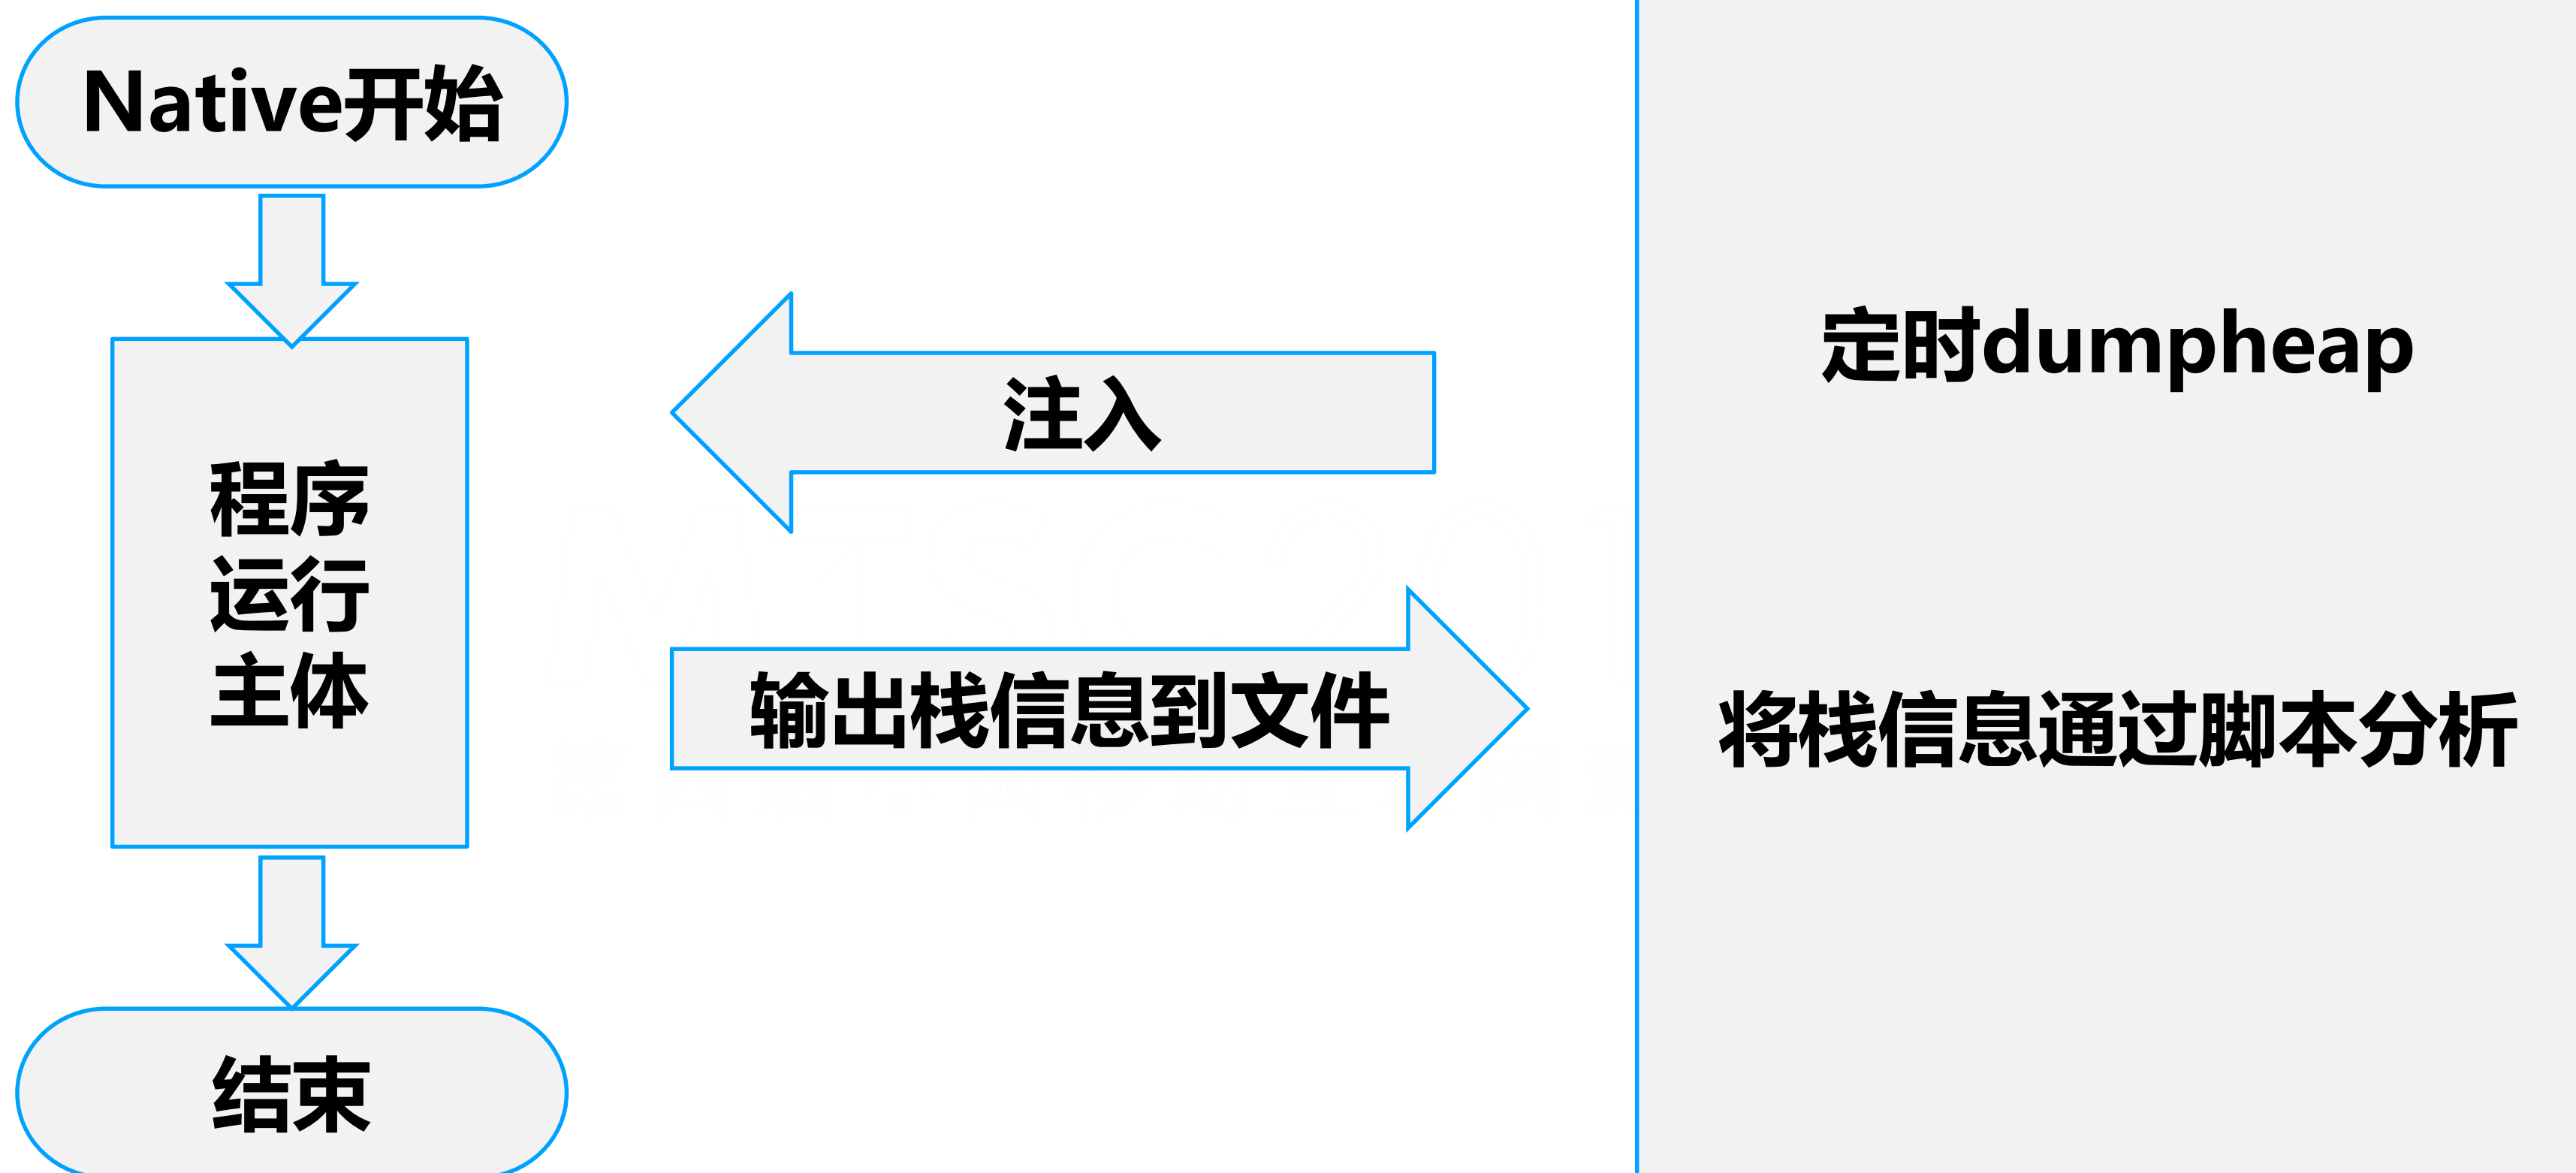 Native开始
程序
运行
主体
结束
注入
输出栈信息到文件
定时dumpheap
将栈信息通过脚本分析